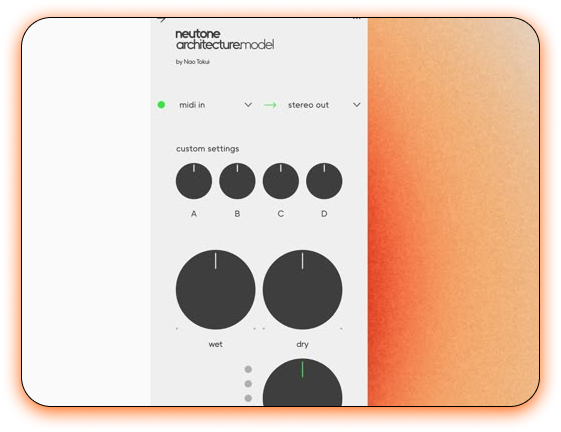 neutone
architecturemodel
by Nao Tokui
midi in
stereo out
custom settings
A B C D
wet dry